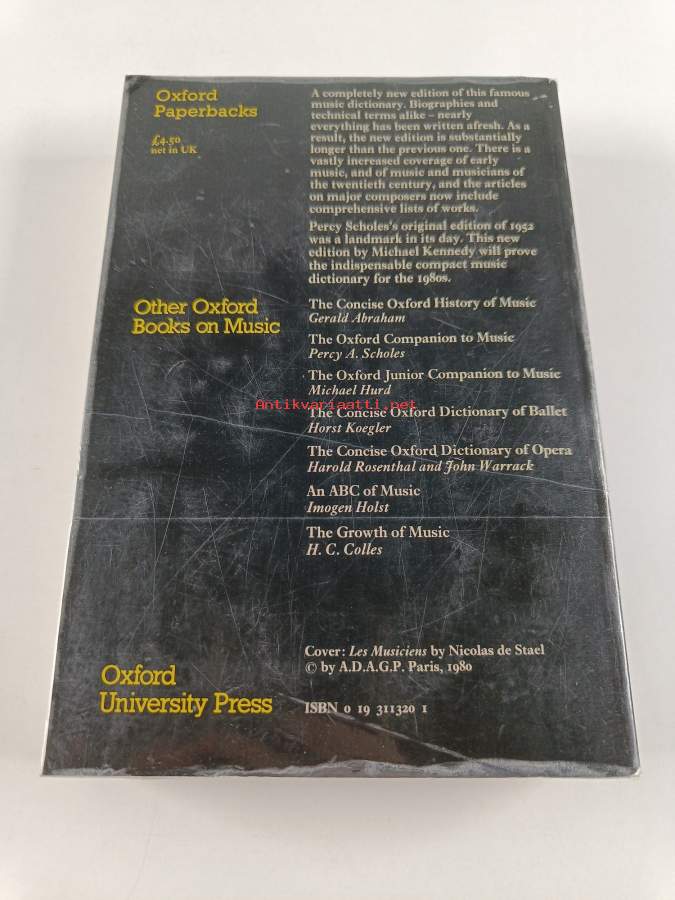 Oxford
Paperbacks
£4.50
net in UK
A completely new edition of this famous
music dictionary. Biographies and
technical terms alike – nearly
everything has been written afresh. As a
result, the new edition is substantially
longer than the previous one. There is a
vastly increased coverage of early
music, and of music and musicians of
the twentieth century, and the articles
on major composers now include
comprehensive lists of works.
Percy Scholes's original edition of 1952
was a landmark in its day. This new
edition by Michael Kennedy will prove
the indispensable compact music
dictionary for the 1980s.
Other Oxford
Books on Music
The Concise Oxford History of Music
Gerald Abraham
The Oxford Companion to Music
Percy A. Scholes
The Oxford Junior Companion to Music
Michael Hurd
Antikvariaatti.net
The Concise Oxford Dictionary of Ballet
Horst Koegler
The Concise Oxford Dictionary of Opera
Harold Rosenthal and John Warrack
An ABC of Music
Imogen Holst
The Growth of Music
H. C. Colles
Cover: Les Musiciens by Nicolas de Stael
© by A.D.A.G.P. Paris, 1980
Oxford
University Press
ISBN 0 19 311320 1